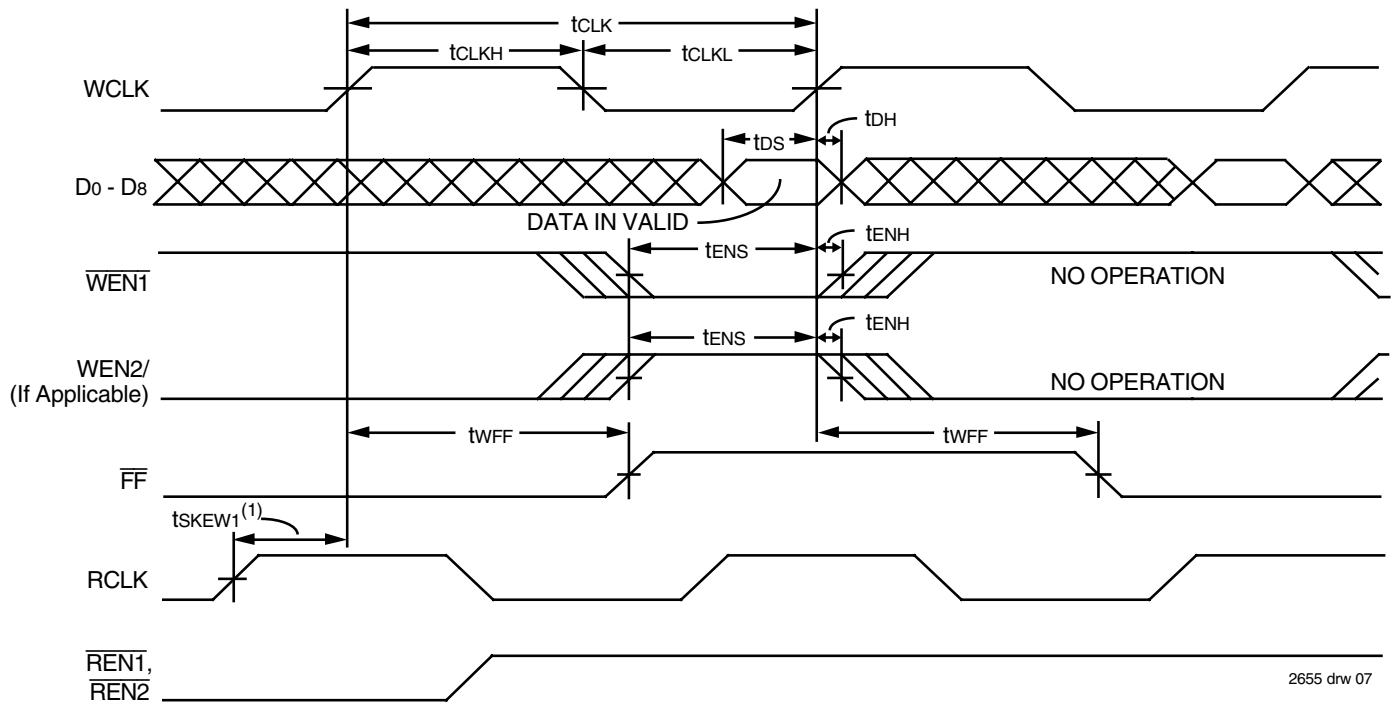 tCLK
tCLKH
tCLKL
WCLK
tDH
tDS
D0 - D8
DATA IN VALID
tENS
tENH
WEN1
NO OPERATION
tENS
tENH
WEN2/
(If Applicable)
NO OPERATION
tWFF
tWFF
FF
tSKEW1(1)
RCLK
REN1,
REN2
2655 drw 07